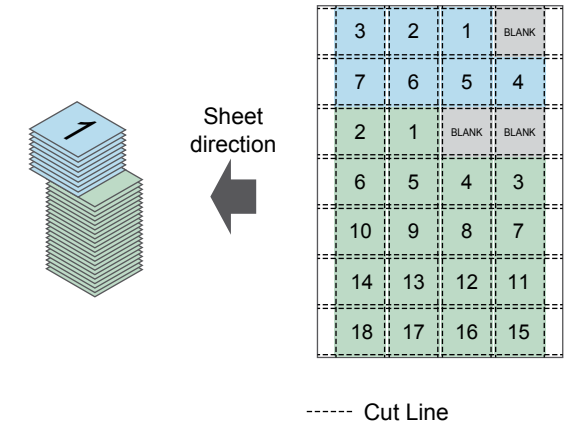 3 2 1 BLANK
7 6 5 4
2 1 BLANK BLANK
6 5 4 3
10 9 8 7
14 13 12 11
18 17 16 15
1
Sheet
direction
Cut Line